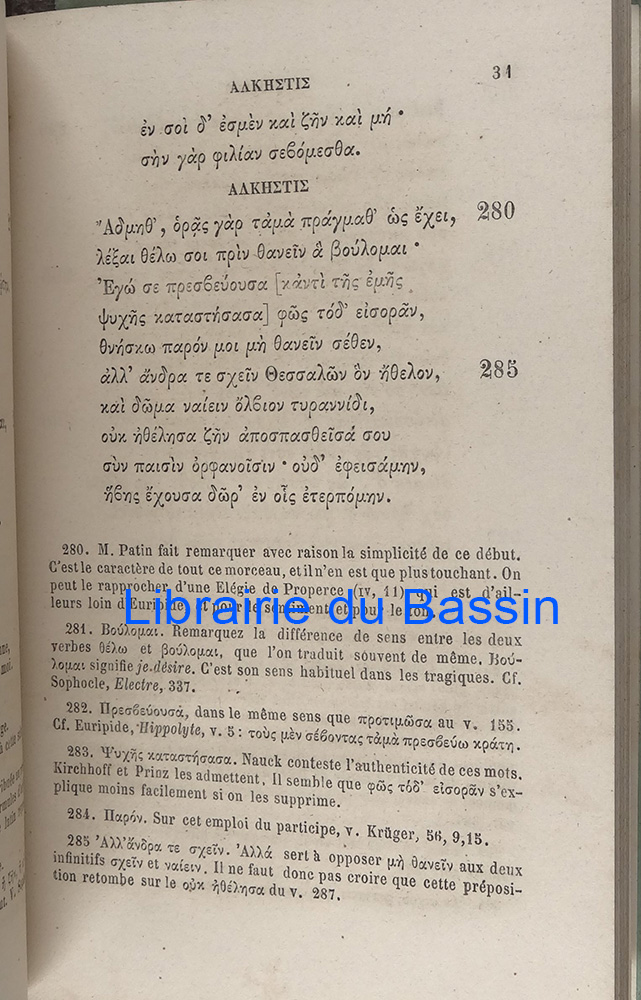 ΑΛΚΗΣΤΙΣ
31
ἐν σοὶ δ' ἐσμὲν καὶ ζῆν καὶ μή ·
σὴν γὰρ φιλίαν σεϐόμεσθα.
ΑΛΚΗΣΤΙΣ
Ἄδμηθ', ὁρᾷς γὰρ τἀμὰ πράγμαθ' ὡς ἔχει, 280
λέξαι θέλω σοι πρὶν θανεῖν ἃ βούλομαι ·
Ἐγώ σε πρεσϐεύουσα [κἀντὶ τῆς ἐμῆς
ψυχῆς καταστήσασα] φῶς τόδ' εἰσορᾶν,
θνήσκω παρόν μοι μὴ θανεῖν σέθεν,
ἀλλ' ἄνδρα τε σχεῖν Θεσσαλῶν ὃν ἤθελον, 285
καὶ δῶμα ναίειν ὄλϐιον τυραννίδι,
οὐκ ἠθέλησα ζῆν ἀποσπασθεῖσά σου
σὺν παισὶν ὀρφανοῖσιν · οὐδ' ἐφεισάμην,
ἥϐης ἔχουσα δῶρ' ἐν οἷς ἐτερπόμην.
280. M. Patin fait remarquer avec raison la simplicité de ce début.
C'est le caractère de tout ce morceau, et il n'en est que plus touchant. On
peut le rapprocher d'une Elégie de Properce (IV, 11) qui est d'ail-
leurs loin d'Euripide et pour le sentiment et pour le ton.
Librairie du Bassin
281. Βούλομαι. Remarquez la différence de sens entre les deux
verbes θέλω et βούλομαι, que l'on traduit souvent de même. Βού-
λομαι signifie je désire. C'est son sens habituel dans les tragiques. Cf.
Sophocle, Electre, 337.
282. Πρεσϐεύουσά, dans le même sens que προτιμῶσα au v. 155.
Cf. Euripide, Hippolyte, v. 5 : τοὺς μὲν σέϐοντας τἀμὰ πρεσϐεύω κράτη.
283. Ψυχῆς καταστήσασα. Nauck conteste l'authenticité de ces mots.
Kirchhoff et Prinz les admettent. Il semble que φῶς τόδ' εἰσορᾶν s'ex-
plique moins facilement si on les supprime.
284. Παρόν. Sur cet emploi du participe, v. Krüger, 56, 9,15.
285 Ἀλλ' ἄνδρα τε σχεῖν. Ἀλλά sert à opposer μὴ θανεῖν aux deux
infinitifs σχεῖν et ναίειν. Il ne faut donc pas croire que cette préposi-
tion retombe sur le οὐκ ἠθέλησα du v. 287.